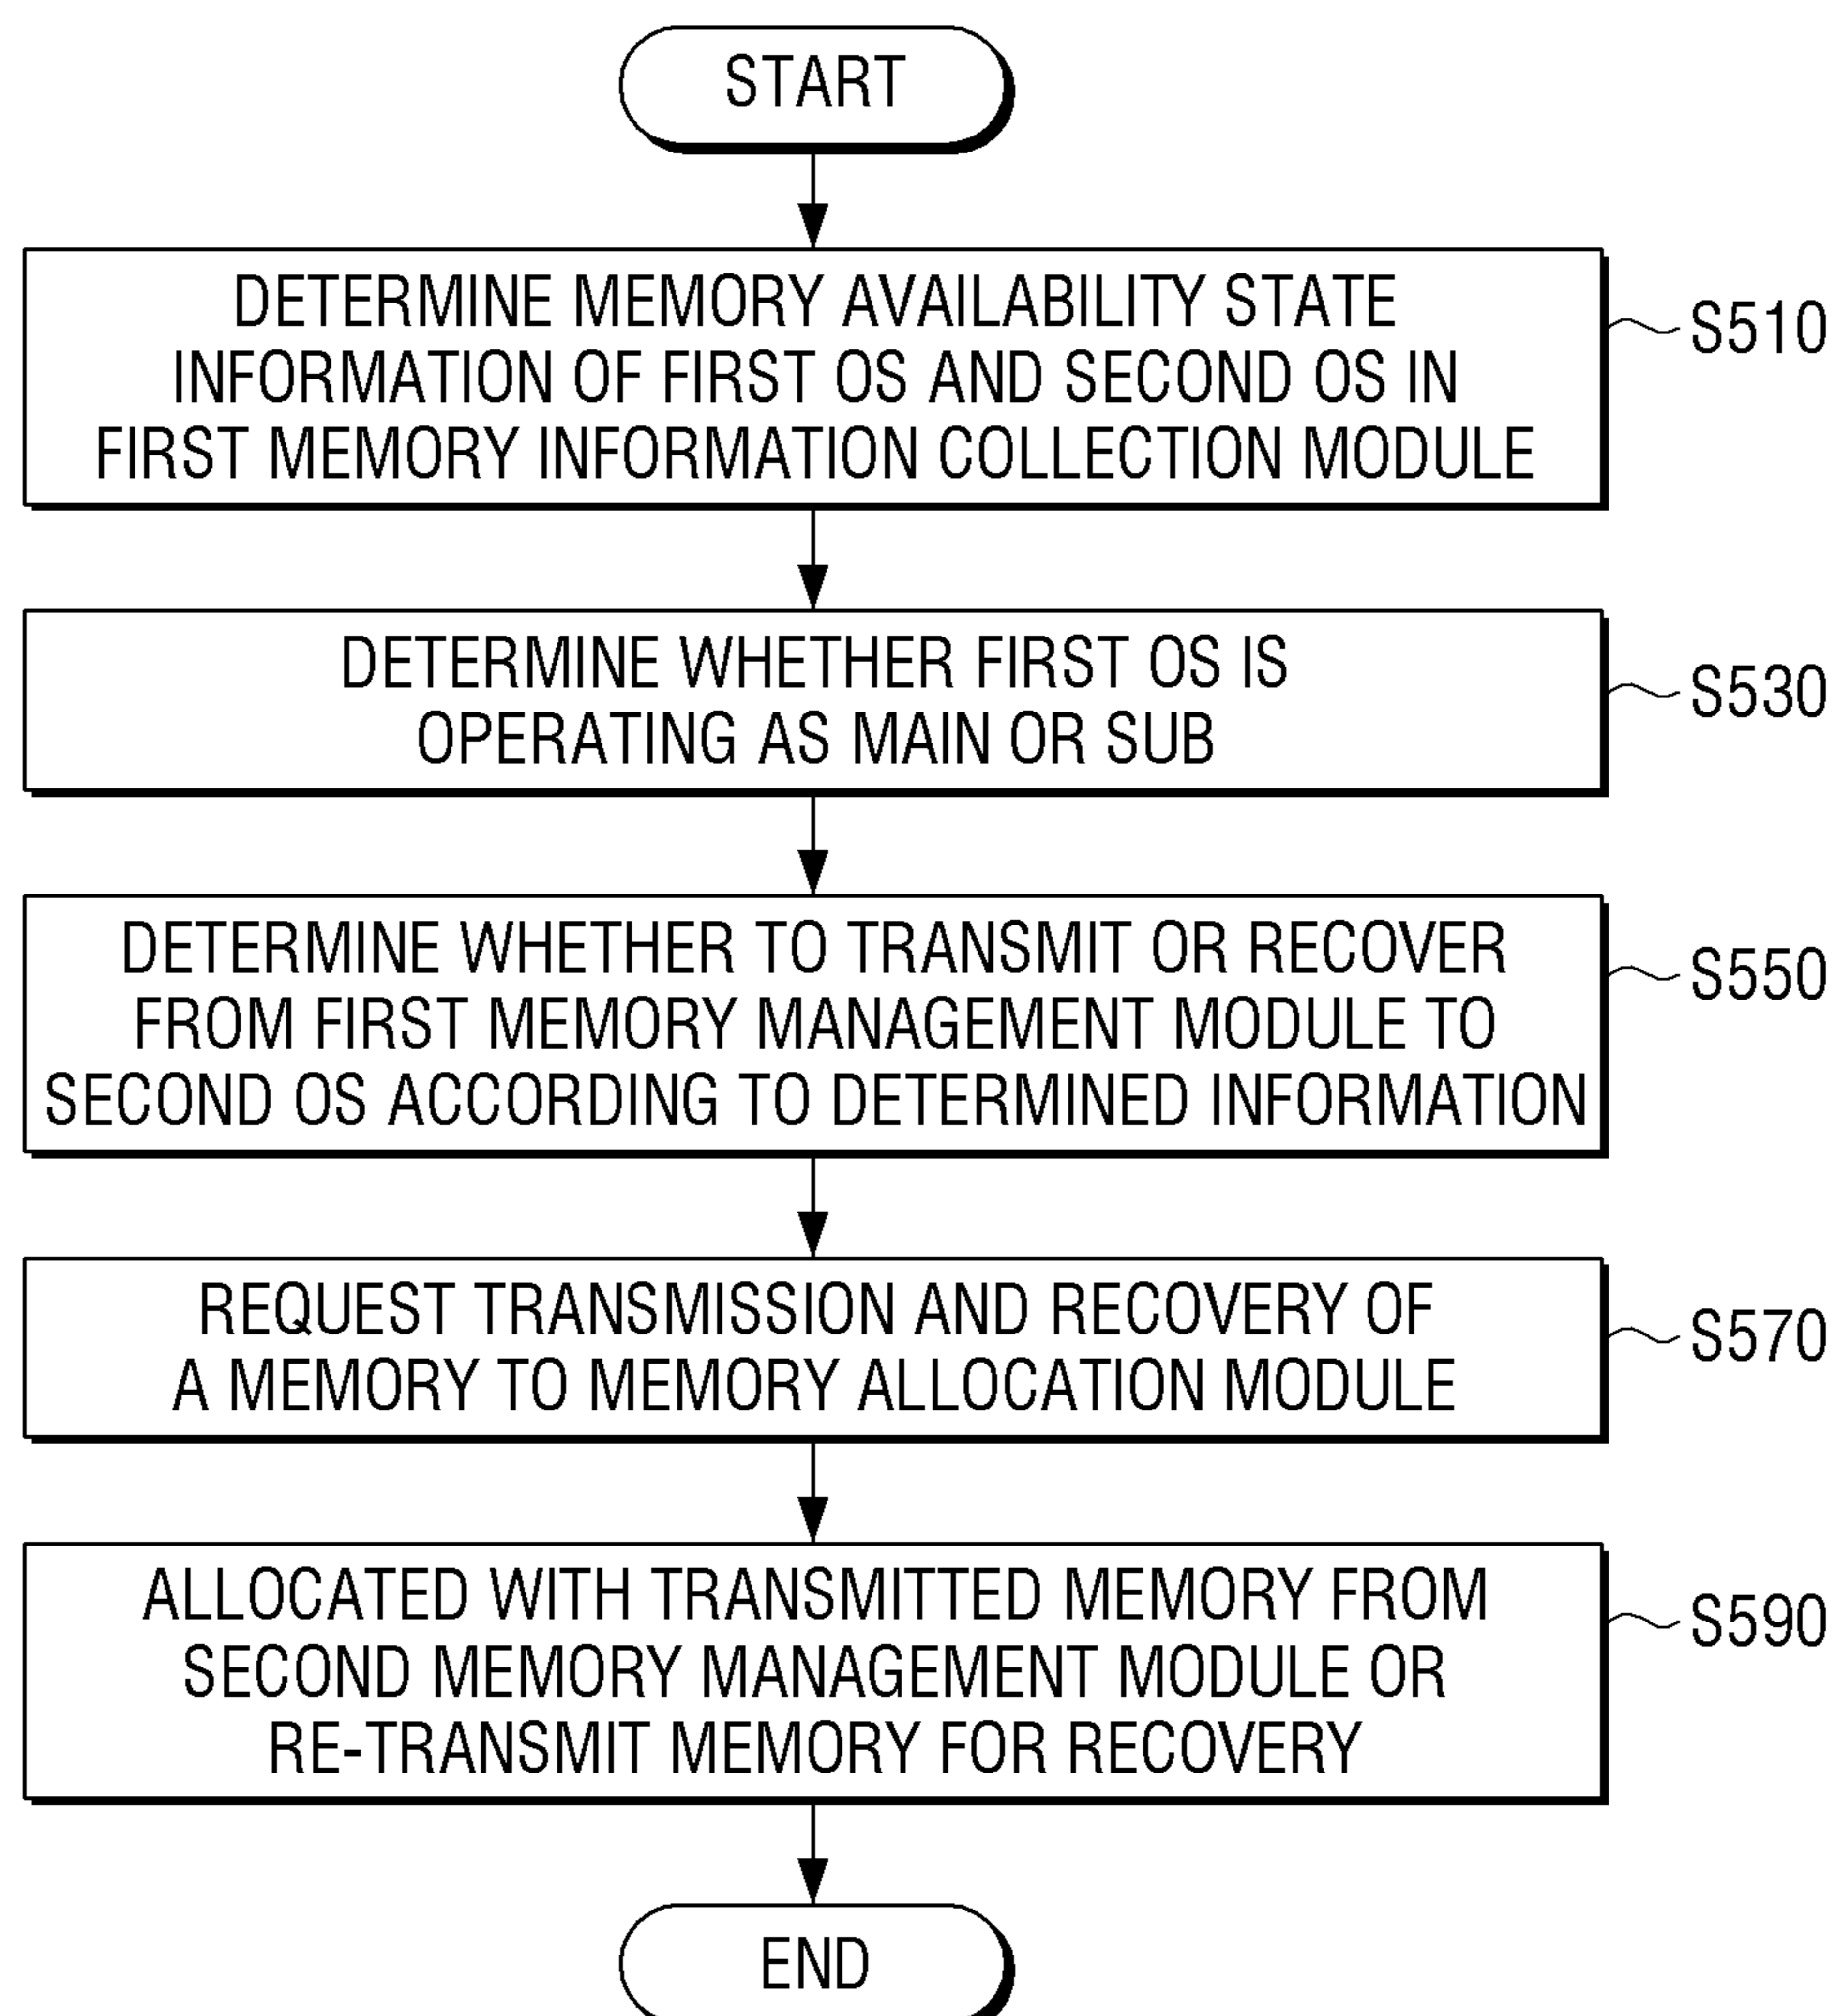 START
DETERMINE MEMORY AVAILABILITY STATE
INFORMATION OF FIRST OS AND SECOND OS IN
FIRST MEMORY INFORMATION COLLECTION MODULE
S510
DETERMINE WHETHER FIRST OS IS
OPERATING AS MAIN OR SUB
S530
DETERMINE WHETHER TO TRANSMIT OR RECOVER
FROM FIRST MEMORY MANAGEMENT MODULE TO
SECOND OS ACCORDING TO DETERMINED INFORMATION
S550
REQUEST TRANSMISSION AND RECOVERY OF
A MEMORY TO MEMORY ALLOCATION MODULE
S570
ALLOCATED WITH TRANSMITTED MEMORY FROM
SECOND MEMORY MANAGEMENT MODULE OR
RE-TRANSMIT MEMORY FOR RECOVERY
S590
END